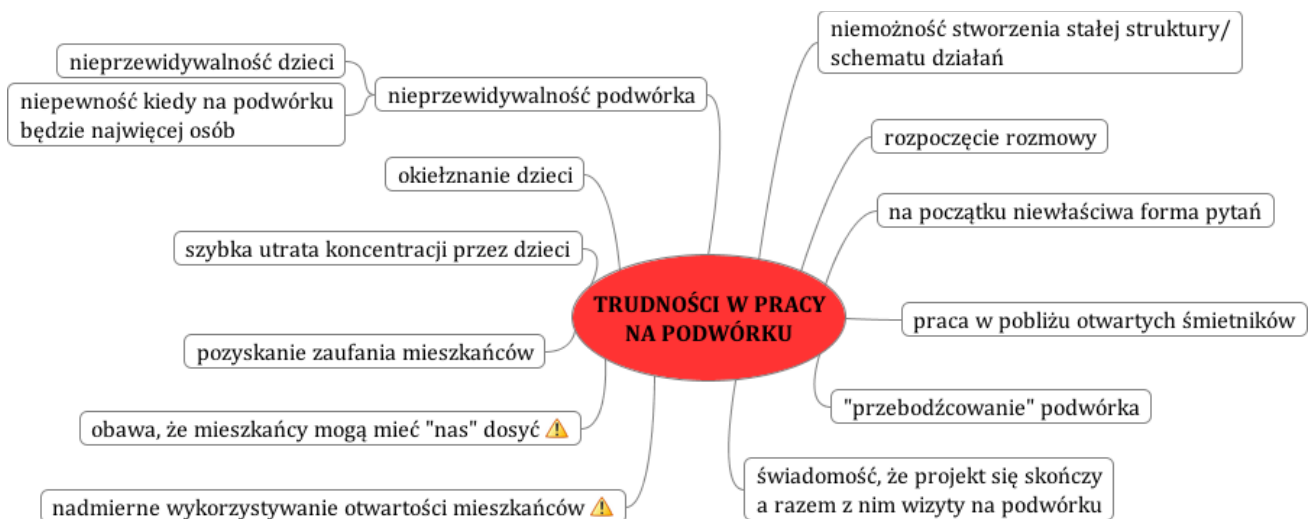 niemożność stworzenia stałej struktury/
schematu działań
nieprzewidywalność dzieci
niepewność kiedy na podwórku
będzie najwięcej osób
nieprzewidywalność podwórka
rozpoczęcie rozmowy
okiełznanie dzieci
na początku niewłaściwa forma pytań
szybka utrata koncentracji przez dzieci
TRUDNOŚCI W PRACY
NA PODWÓRKU
praca w pobliżu otwartych śmietników
pozyskanie zaufania mieszkańców
"przebodźcowanie" podwórka
obawa, że mieszkańcy mogą mieć "nas" dosyć
świadomość, że projekt się skończy
a razem z nim wizyty na podwórku
nadmierne wykorzystywanie otwartości mieszkańców